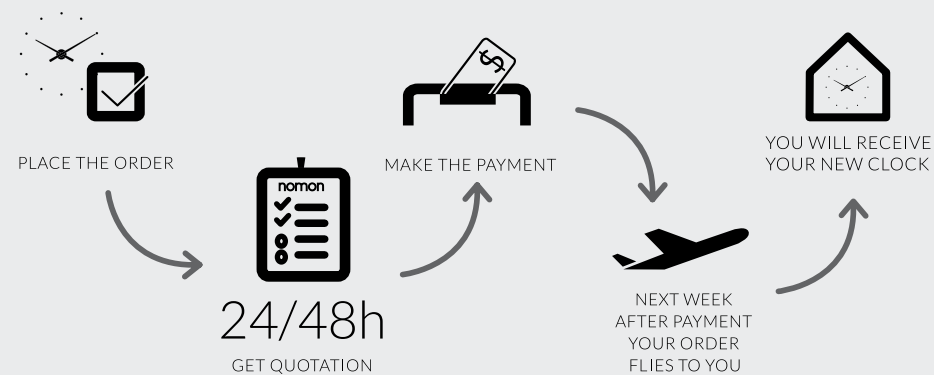 PLACE THE ORDER
nomon
24/48h
GET QUOTATION
$
MAKE THE PAYMENT
NEXT WEEK
AFTER PAYMENT
YOUR ORDER
FLIES TO YOU
YOU WILL RECEIVE
YOUR NEW CLOCK